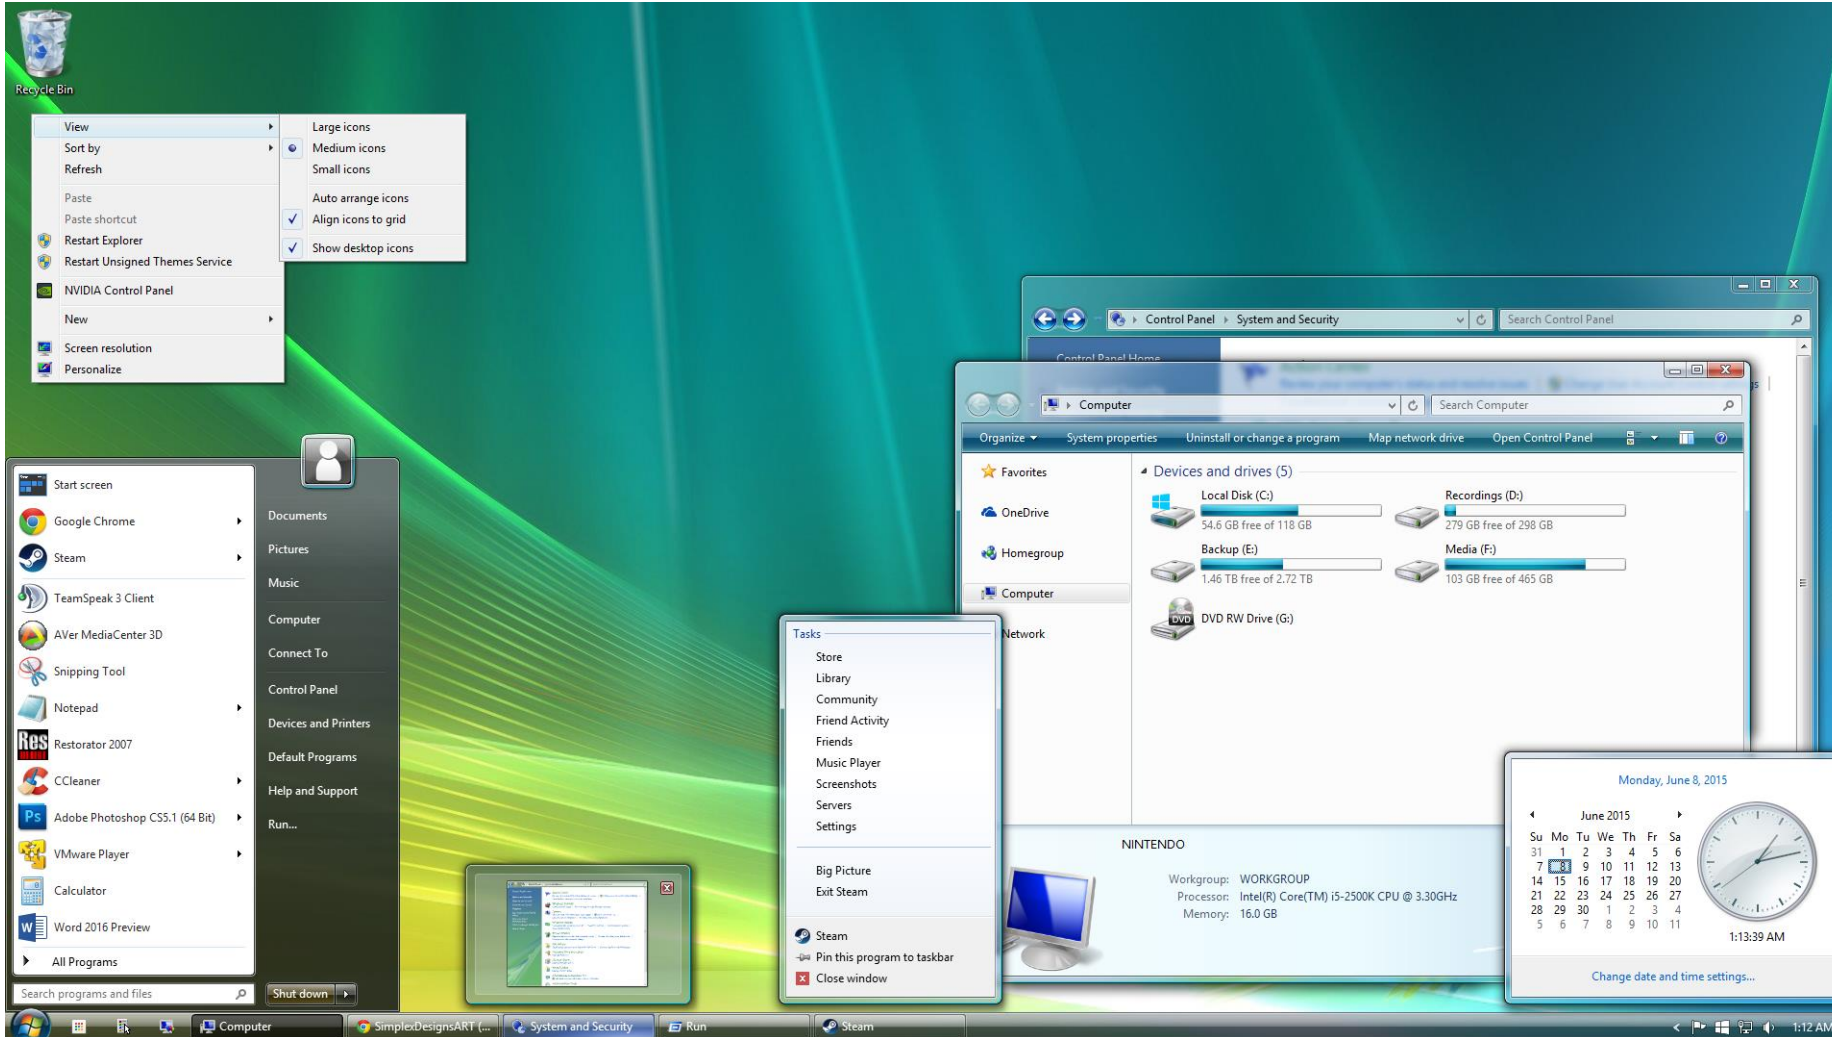 Recycle Bin
View
Sort by
Refresh
Paste
Paste shortcut
Restart Explorer
Restart Unsigned Themes Service
NVIDIA Control Panel
New
Screen resolution
Personalize
Large icons
Medium icons
Small icons
Auto arrange icons
Align icons to grid
Show desktop icons
Control Panel
System and Security
Search Control Panel
Control Panel Home
Computer
Search Computer
Organize
System properties
Uninstall or change a program
Map network drive
Open Control Panel
Favorites
OneDrive
Homegroup
Computer
Network
Devices and drives (5)
Local Disk (C:)
54.6 GB free of 118 GB
Recordings (D:)
279 GB free of 298 GB
Backup (E:)
1.46 TB free of 2.72 TB
Media (F:)
103 GB free of 465 GB
DVD
DVD RW Drive (G:)
NINTENDO
Workgroup: WORKGROUP
Processor: Intel(R) Core(TM) i5-2500K CPU @ 3.30GHz
Memory: 16.0 GB
Start screen
Google Chrome
Steam
TeamSpeak 3 Client
AVer MediaCenter 3D
Snipping Tool
Notepad
Res
Restorator 2007
CCleaner
Ps
Adobe Photoshop CS5.1 (64 Bit)
VMware Player
Calculator
W
Word 2016 Preview
All Programs
Search programs and files
Documents
Pictures
Music
Computer
Connect To
Control Panel
Devices and Printers
Default Programs
Help and Support
Run...
Shut down
Tasks
Store
Library
Community
Friend Activity
Friends
Music Player
Screenshots
Servers
Settings
Big Picture
Exit Steam
Steam
Pin this program to taskbar
Close window
Monday, June 8, 2015
June 2015
Su Mo Tu We Th Fr Sa
31 1 2 3 4 5 6
7 8 9 10 11 12 13
14 15 16 17 18 19 20
21 22 23 24 25 26 27
28 29 30 1 2 3 4
5 6 7 8 9 10 11
1:13:39 AM
Change date and time settings...
Computer
SimplexDesignsART (...
System and Security
Run
Steam
1:12 AM